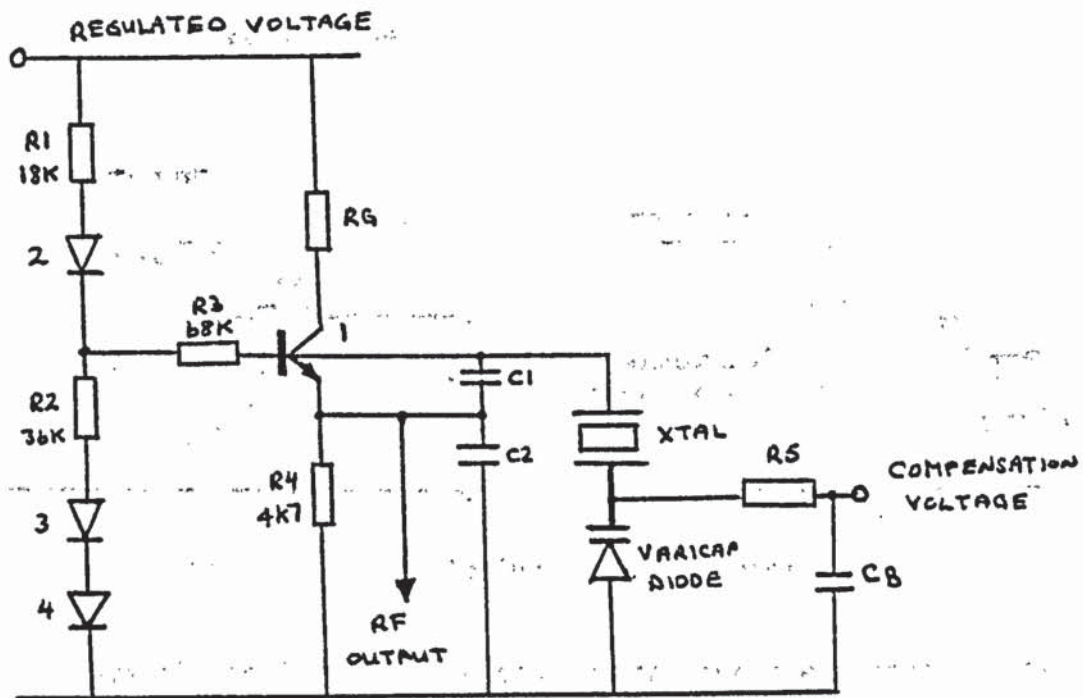 REGULATED VOLTAGE
R1
18K
2
RG
R3
68K
1
C1
R2
36K
XTAL
C2
R5
COMPENSATION
VOLTAGE
R4
4K7
3
VARICAP
DIODE
CB
4
RF
OUTPUT